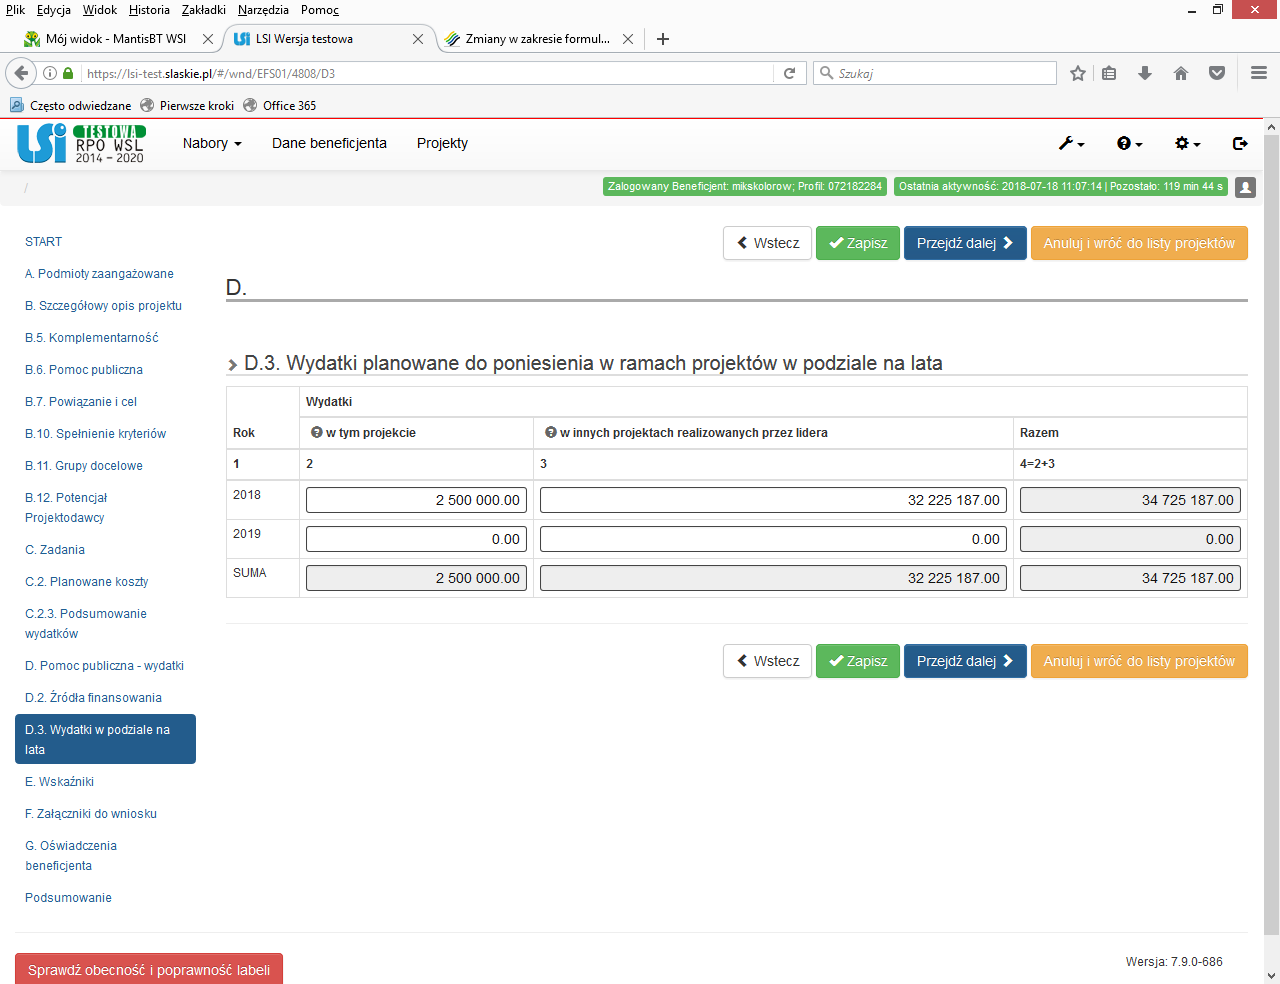 Plik Edycja Widok Historia Zakładki Narzędzia Pomoc
Mój widok - MantisBT WSI
LSI Wersja testowa
Zmiany w zakresie formul...
https://lsi-test.slaskie.pl/#/wnd/EFS01/4808/D3
Szukaj
Często odwiedzane Pierwsze kroki Office 365
LSi TESTOWA
RPO WSL
2014 – 2020
Nabory Dane beneficjenta Projekty
/
Zalogowany Beneficjent: mikskolorow; Profil: 072182284
Ostatnia aktywność: 2018-07-18 11:07:14 | Pozostało: 119 min 44 s
START
A. Podmioty zaangażowane
B. Szczegółowy opis projektu
B.5. Komplementarność
B.6. Pomoc publiczna
B.7. Powiązanie i cel
B.10. Spełnienie kryteriów
B.11. Grupy docelowe
B.12. Potencjał
Projektodawcy
C. Zadania
C.2. Planowane koszty
C.2.3. Podsumowanie
wydatków
D. Pomoc publiczna - wydatki
D.2. Źródła finansowania
D.3. Wydatki w podziale na
lata
E. Wskaźniki
F. Załączniki do wniosku
G. Oświadczenia
beneficjenta
Podsumowanie
Wstecz Zapisz Przejdź dalej Anuluj i wróć do listy projektów
D.
D.3. Wydatki planowane do poniesienia w ramach projektów w podziale na lata
Wydatki
Rok w tym projekcie w innych projektach realizowanych przez lidera Razem
1 2 3 4=2+3
2018 2 500 000.00 32 225 187.00 34 725 187.00
2019 0.00 0.00 0.00
SUMA 2 500 000.00 32 225 187.00 34 725 187.00
Wstecz Zapisz Przejdź dalej Anuluj i wróć do listy projektów
Sprawdź obecność i poprawność labeli
Wersja: 7.9.0-686